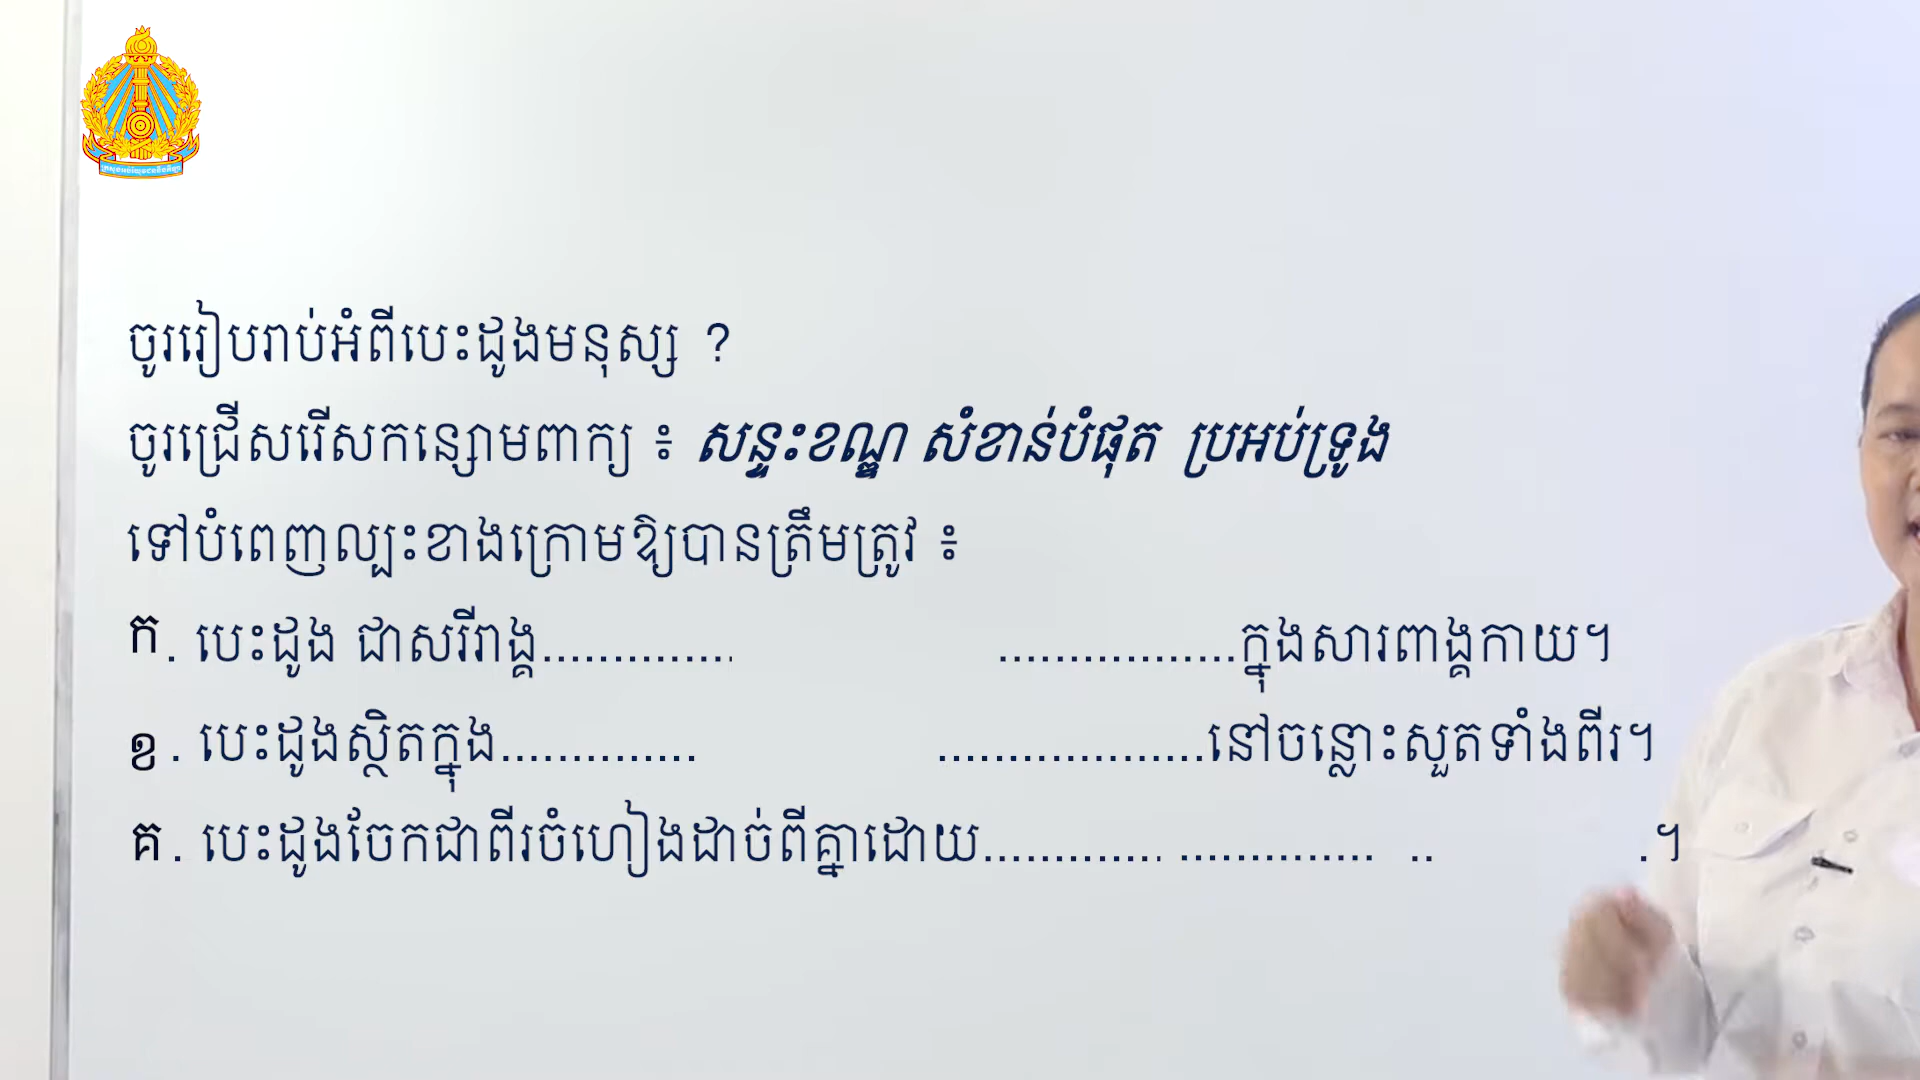 ចូររៀបរាប់អំពីបេះដូងមនុស្ស ?
ចូរជ្រើសរើសកន្សោមពាក្យ ៖ សន្ទះខណ្ឌ សំខាន់បំផុត ប្រអប់ទ្រូង
ទៅបំពេញល្បះខាងក្រោមឱ្យបានត្រឹមត្រូវ ៖
ក . បេះដូង ជាសរីរាង្គ.............. .................ក្នុងសារពាង្គកាយ។
ខ . បេះដូងស្ថិតក្នុង.............. ...................នៅចន្លោះសួតទាំងពីរ។
គ . បេះដូងចែកជាពីរចំហៀងដាច់ពីគ្នាដោយ............. .............. .. .។